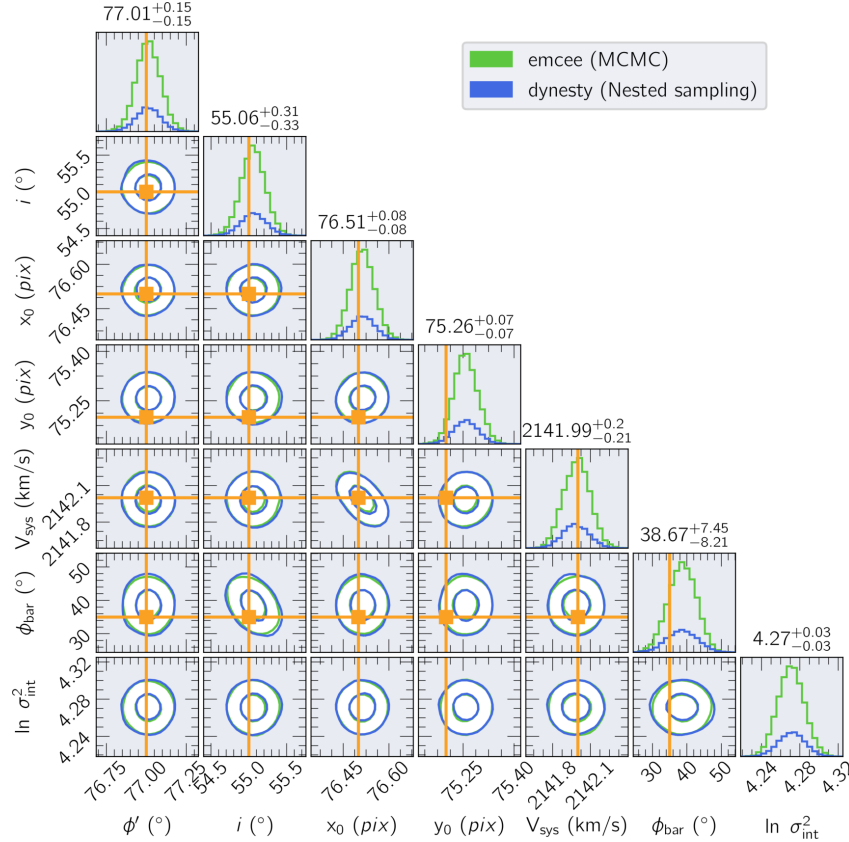 77.01+0.15−0.15
emcee (MCMC)
dynesty (Nested sampling)
55.06+0.31−0.33
i (°)
55.5
55.0
54.5
76.51+0.08−0.08
x0 (pix)
76.60
76.45
75.26+0.07−0.07
y0 (pix)
75.40
75.25
2141.99+0.2−0.21
Vsys (km/s)
2142.1
2141.8
38.67+7.45−8.21
ϕbar (°)
50
40
30
4.27+0.03−0.03
ln σ²int
4.32
4.28
4.24
76.75 77.00 77.25 54.5 55.0 55.5 76.45 76.60 75.25 75.40 2141.8 2142.1 30 40 50 4.24 4.28 4.32
ϕ′ (°) i (°) x0 (pix) y0 (pix) Vsys (km/s) ϕbar (°) ln σ²int